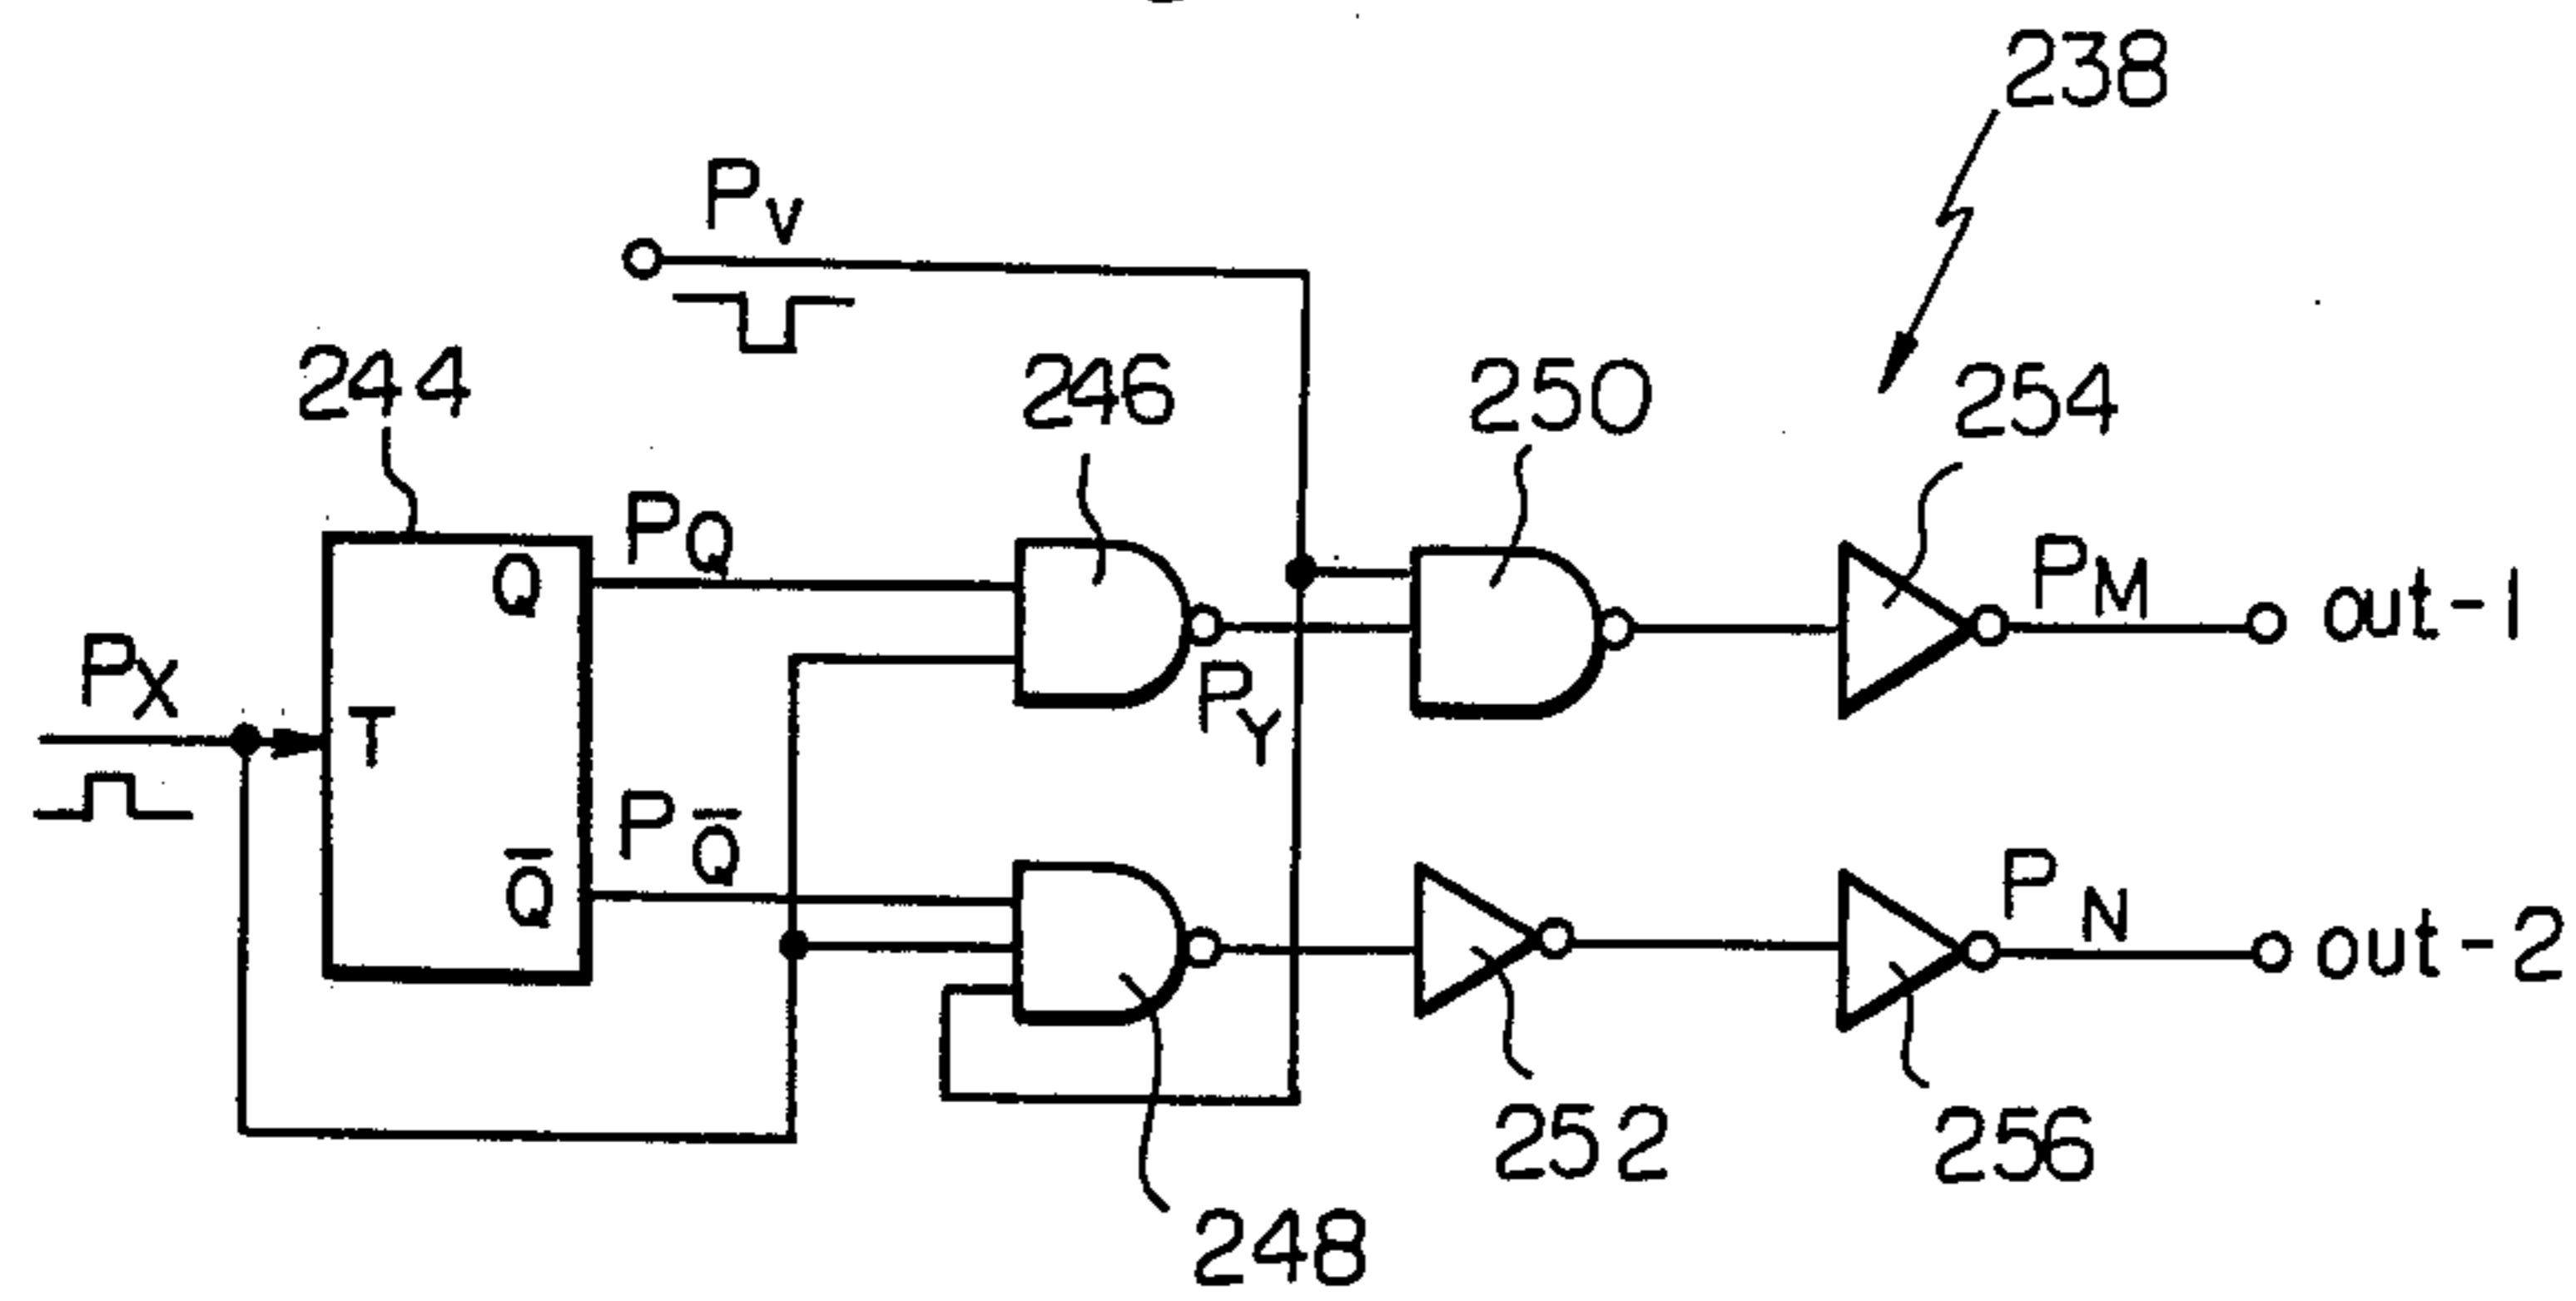 238
PV
244
246
250
254
PQ
Q
PM
out-1
PX
T
PY
PQ̅
Q̅
PN
out-2
252
256
248